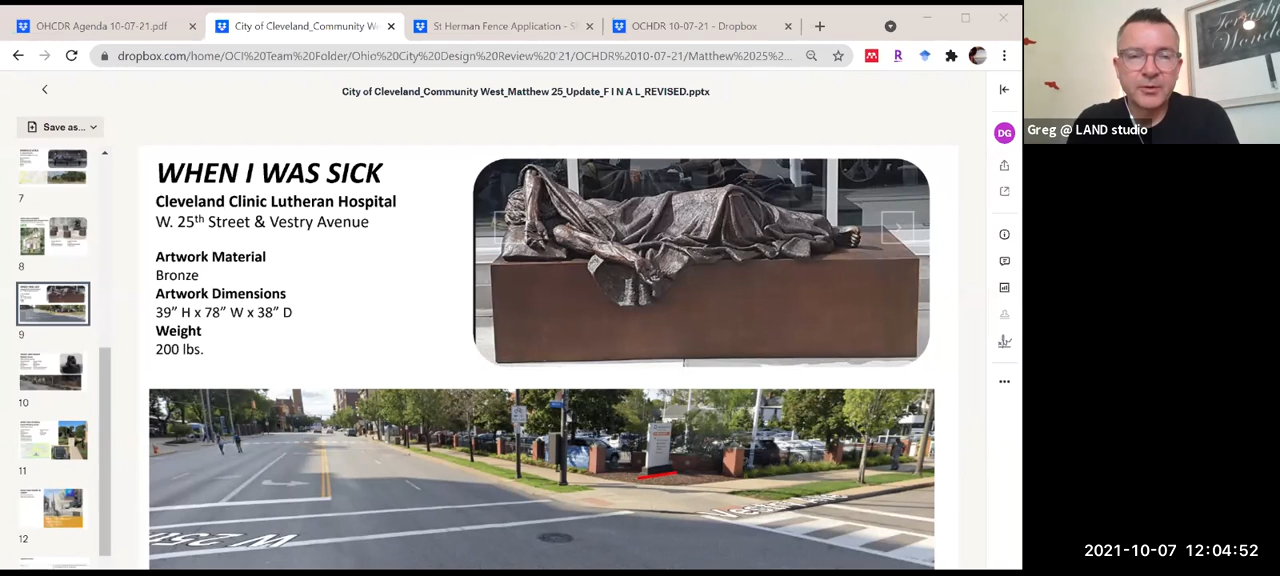 OHCDR Agenda 10-07-21.pdf
City of Cleveland_Community We
St Herman Fence Application - S
OCHDR 10-07-21 - Dropbox
dropbox.com/home/OCI%20Team%20Folder/Ohio%20City%20Design%20Review%20'21/OCHDR%2010-07-21/Matthew%2025%2...
City of Cleveland_Community West_Matthew 25_Update_F I N A L_REVISED.pptx
Save as...
DG
7
8
9
10
11
12
WHEN I WAS SICK
Cleveland Clinic Lutheran Hospital
W. 25th Street & Vestry Avenue
Artwork Material
Bronze
Artwork Dimensions
39” H x 78” W x 38” D
Weight
200 lbs.
W 25th
Greg @ LAND studio
2021-10-07 12:04:52